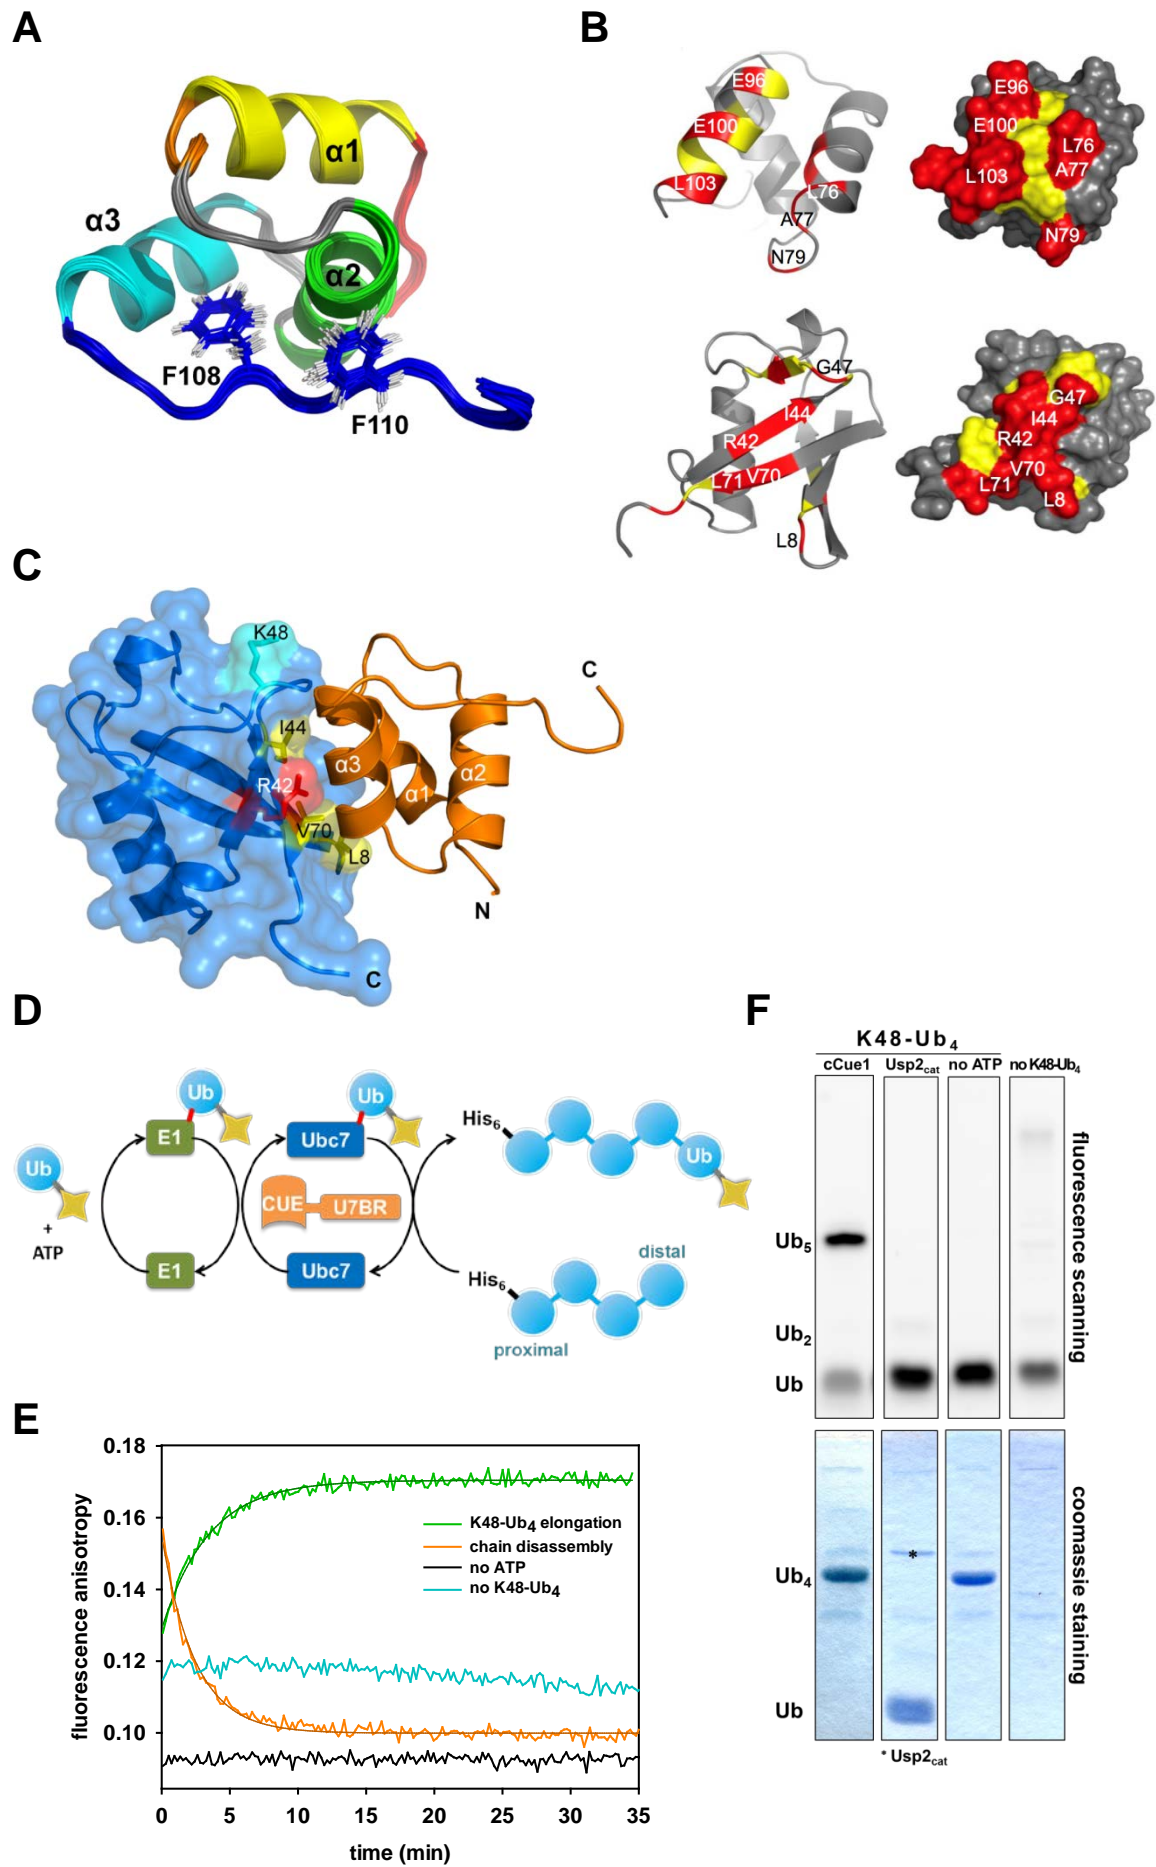 A
α1
α2
α3
F108
F110
B
E96
E100
L103
L76
A77
N79
E96
E100
L76
A77
L103
N79
G47
I44
R42
L71 V70
L8
G47
I44
R42
V70
L71
L8
C
K48
I44
R42
V70
L8
α3
α1
α2
C
N
C
D
Ub
+
ATP
Ub
E1
E1
Ub
Ubc7
CUE
U7BR
Ubc7
His6
Ub
distal
His6
proximal
E
0.18
0.16
0.14
0.12
0.10
fluorescence anisotropy
K48-Ub4 elongation
chain disassembly
no ATP
no K48-Ub4
0 5 10 15 20 25 30 35
time (min)
F
K48-Ub4
cCue1 Usp2cat no ATP no K48-Ub4
Ub5
Ub2
Ub
fluorescence scanning
*
Ub4
Ub
coomassie staining
* Usp2cat